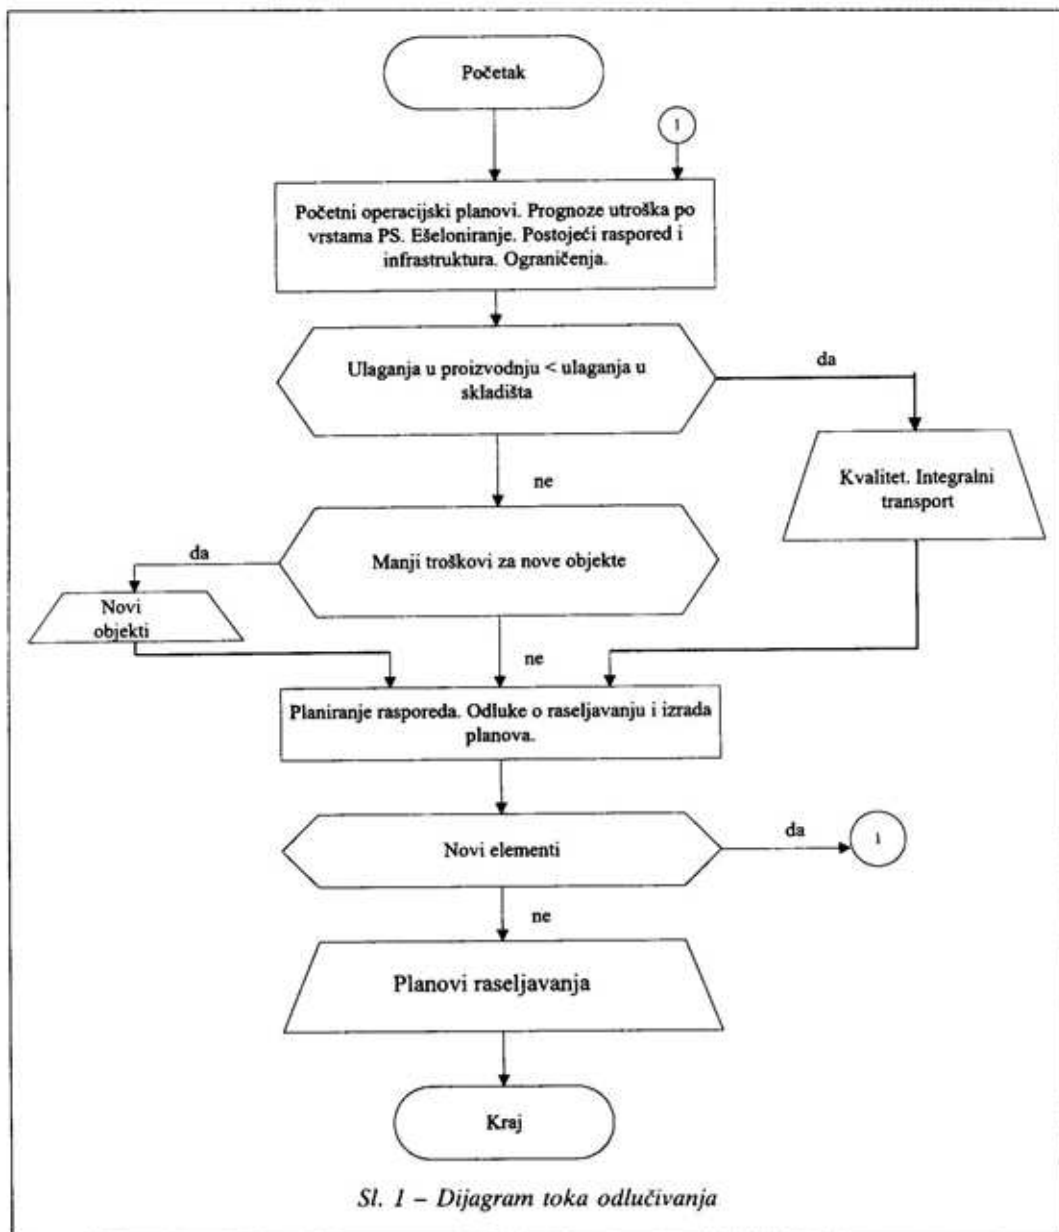 Početak
1
Početni operacijski planovi. Prognoze utroška po
vrstama PS. Ešeloniranje. Postojeći raspored i
infrastruktura. Ograničenja.
Ulaganja u proizvodnju < ulaganja u
skladišta
da
ne
Kvalitet. Integralni
transport
da
Manji troškovi za nove objekte
Novi
objekti
ne
Planiranje rasporeda. Odluke o raseljavanju i izrada
planova.
Novi elementi
da
1
ne
Planovi raseljavanja
Kraj
Sl. 1 – Dijagram toka odlučivanja